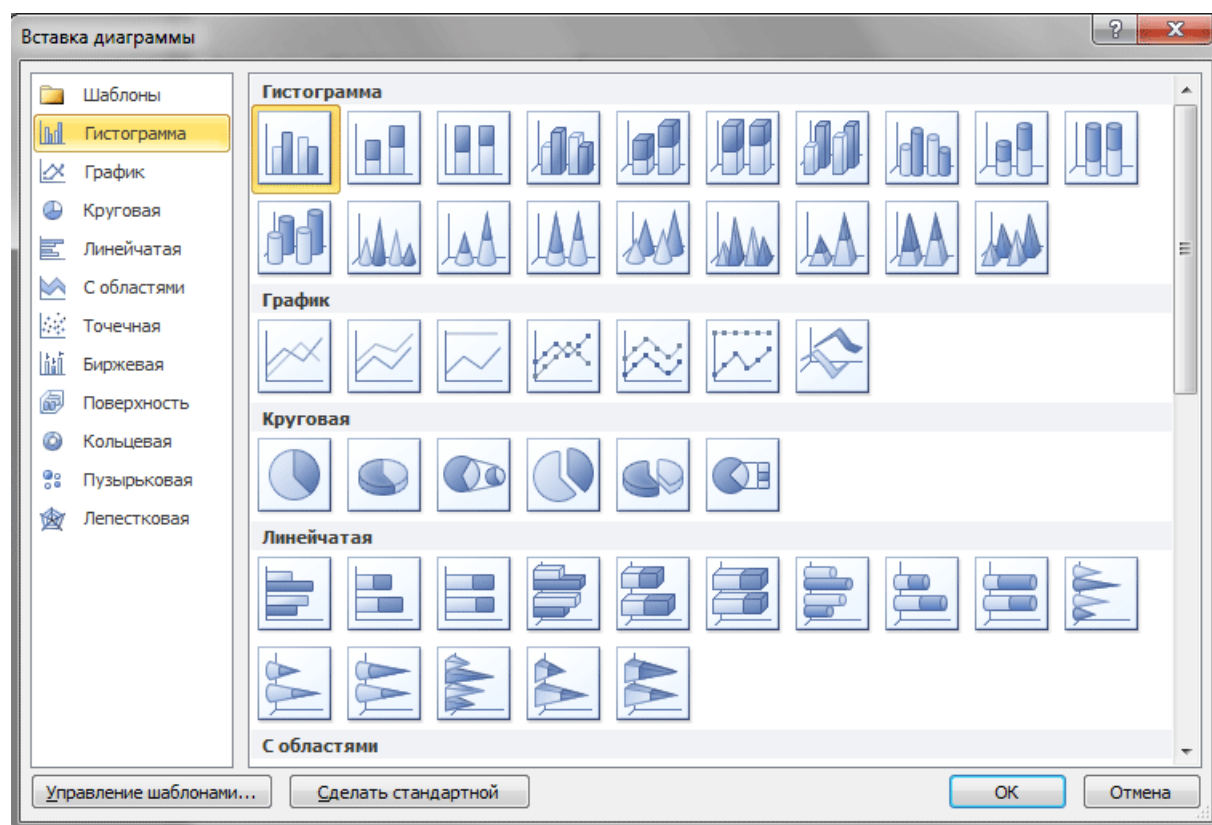 Вставка диаграммы
Шаблоны
Гистограмма
График
Круговая
Линейчатая
С областями
Точечная
Биржевая
Поверхность
Кольцевая
Пузырьковая
Лепестковая
Гистограмма
График
Круговая
Линейчатая
С областями
Управление шаблонами...
Сделать стандартной
ОК
Отмена